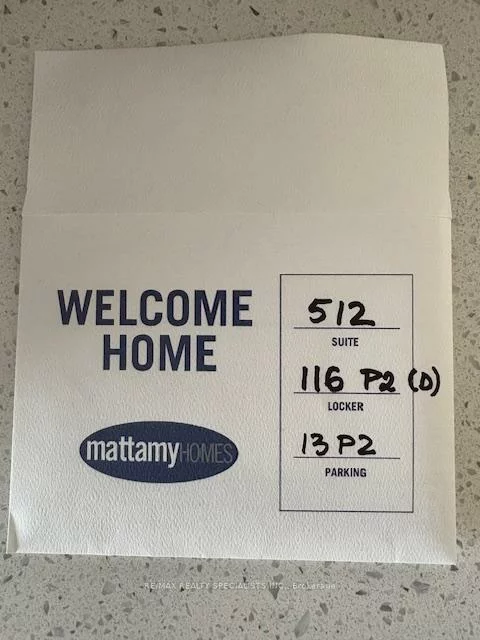 WELCOME
HOME
mattamyHOMES
512
SUITE
116 P2 (D)
LOCKER
13 P2
PARKING
RE/MAX REALTY SPECIALISTS INC., Brokerage